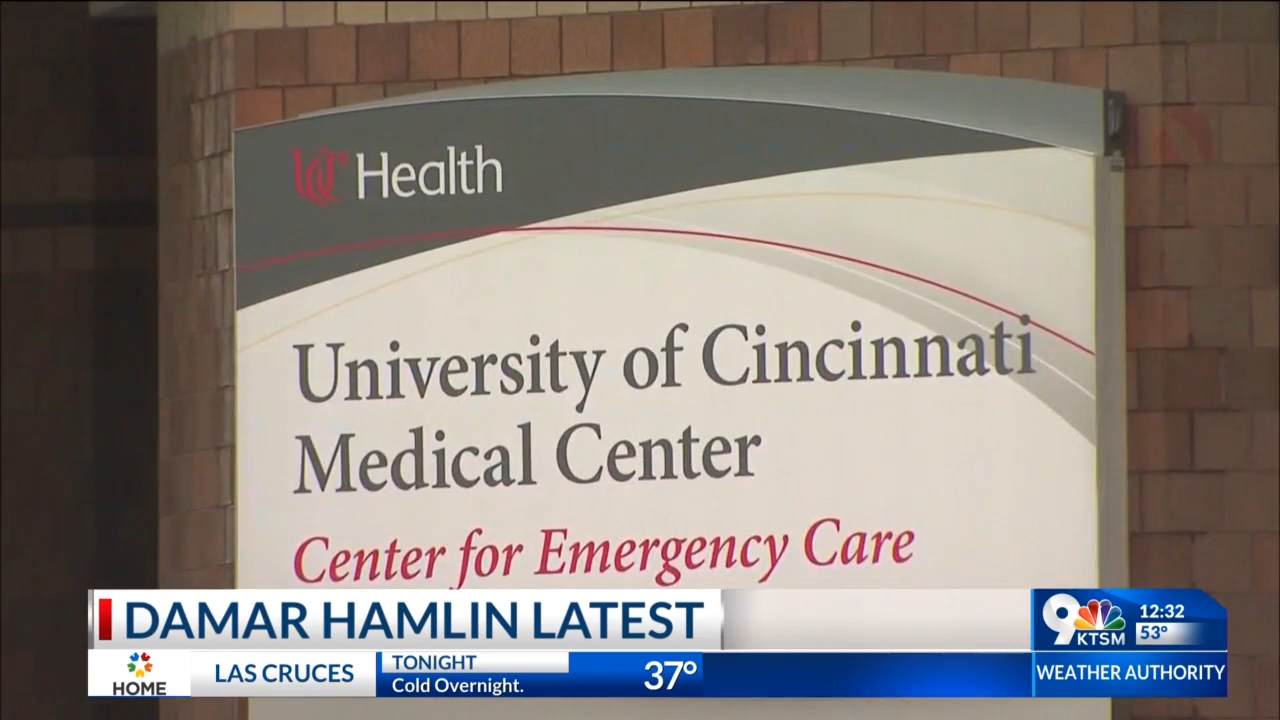 UC Health
University of Cincinnati
Medical Center
Center for Emergency Care
DAMAR HAMLIN LATEST
HOME
LAS CRUCES
TONIGHT
Cold Overnight.
37°
9
KTSM
12:32
53°
WEATHER AUTHORITY